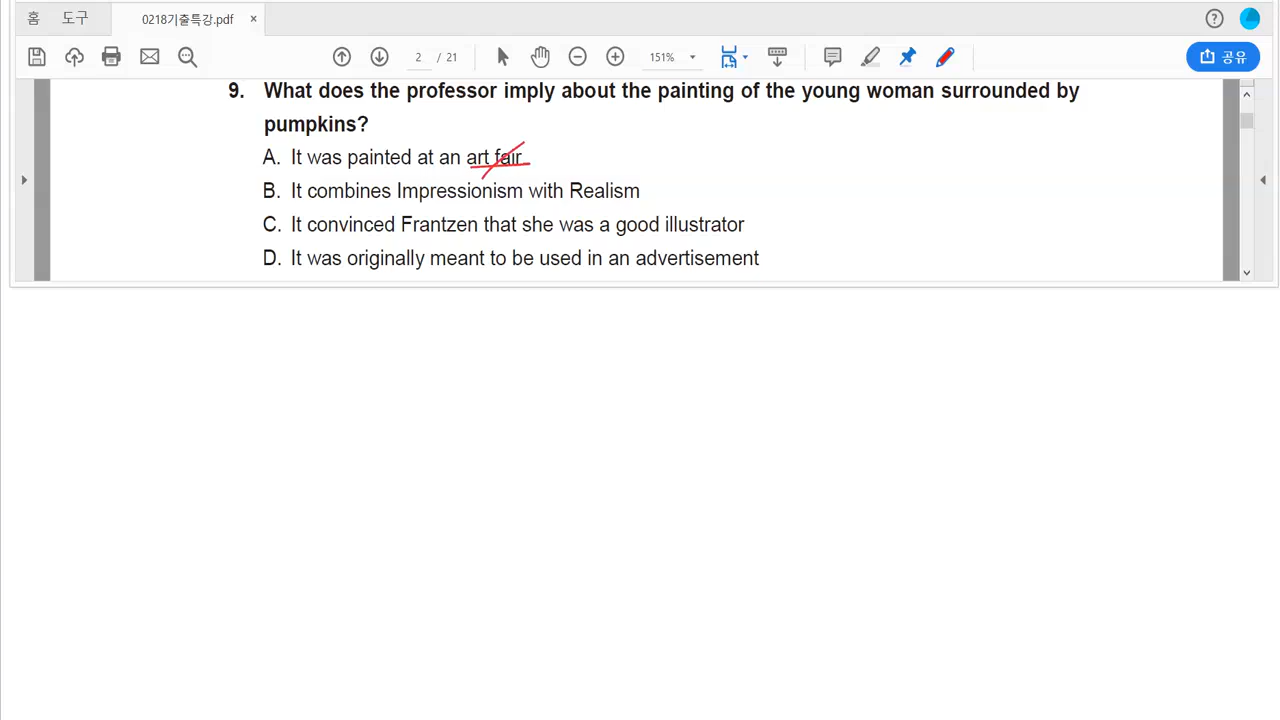 홈 도구 0218기출특강.pdf ×
2 / 21 151% 공유
9. What does the professor imply about the painting of the young woman surrounded by
pumpkins?
A. It was painted at an art fair
B. It combines Impressionism with Realism
C. It convinced Frantzen that she was a good illustrator
D. It was originally meant to be used in an advertisement